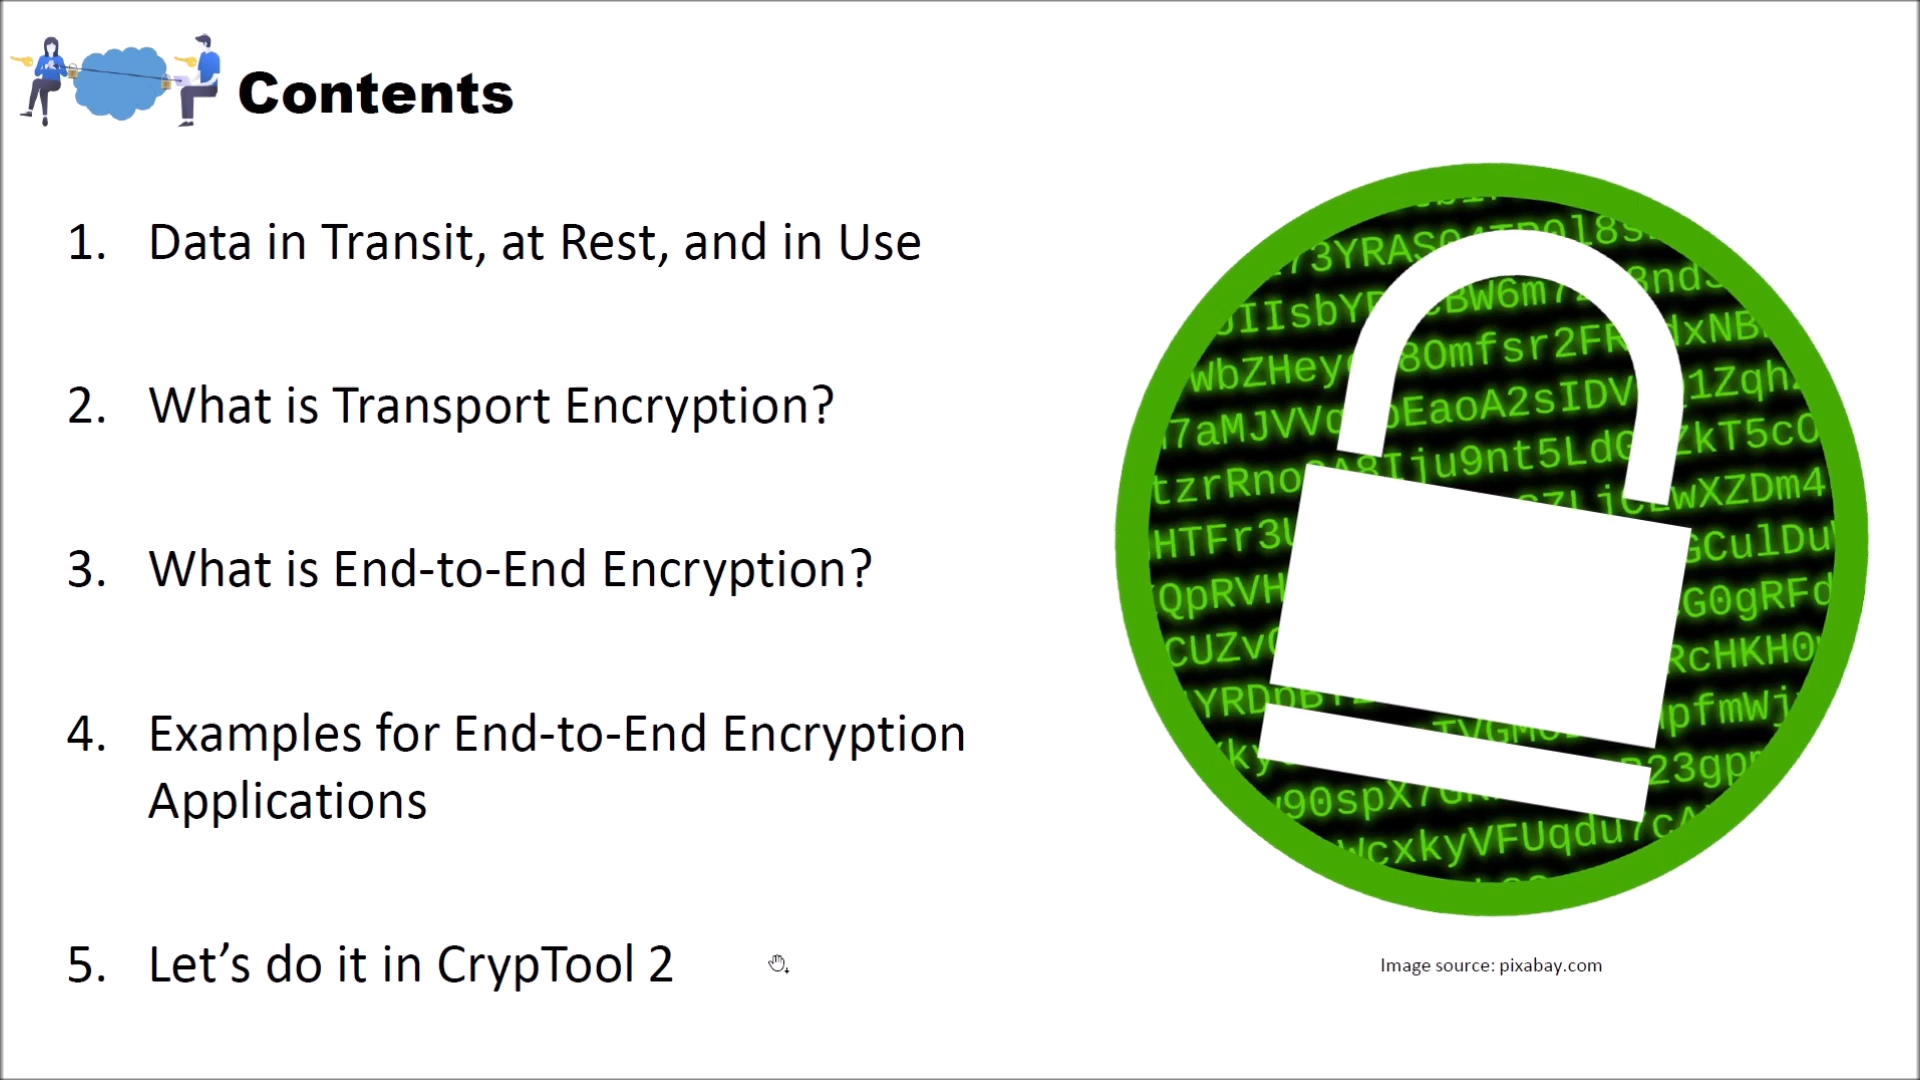 Contents
1. Data in Transit, at Rest, and in Use
2. What is Transport Encryption?
3. What is End-to-End Encryption?
4. Examples for End-to-End Encryption
Applications
5. Let’s do it in CrypTool 2
Image source: pixabay.com